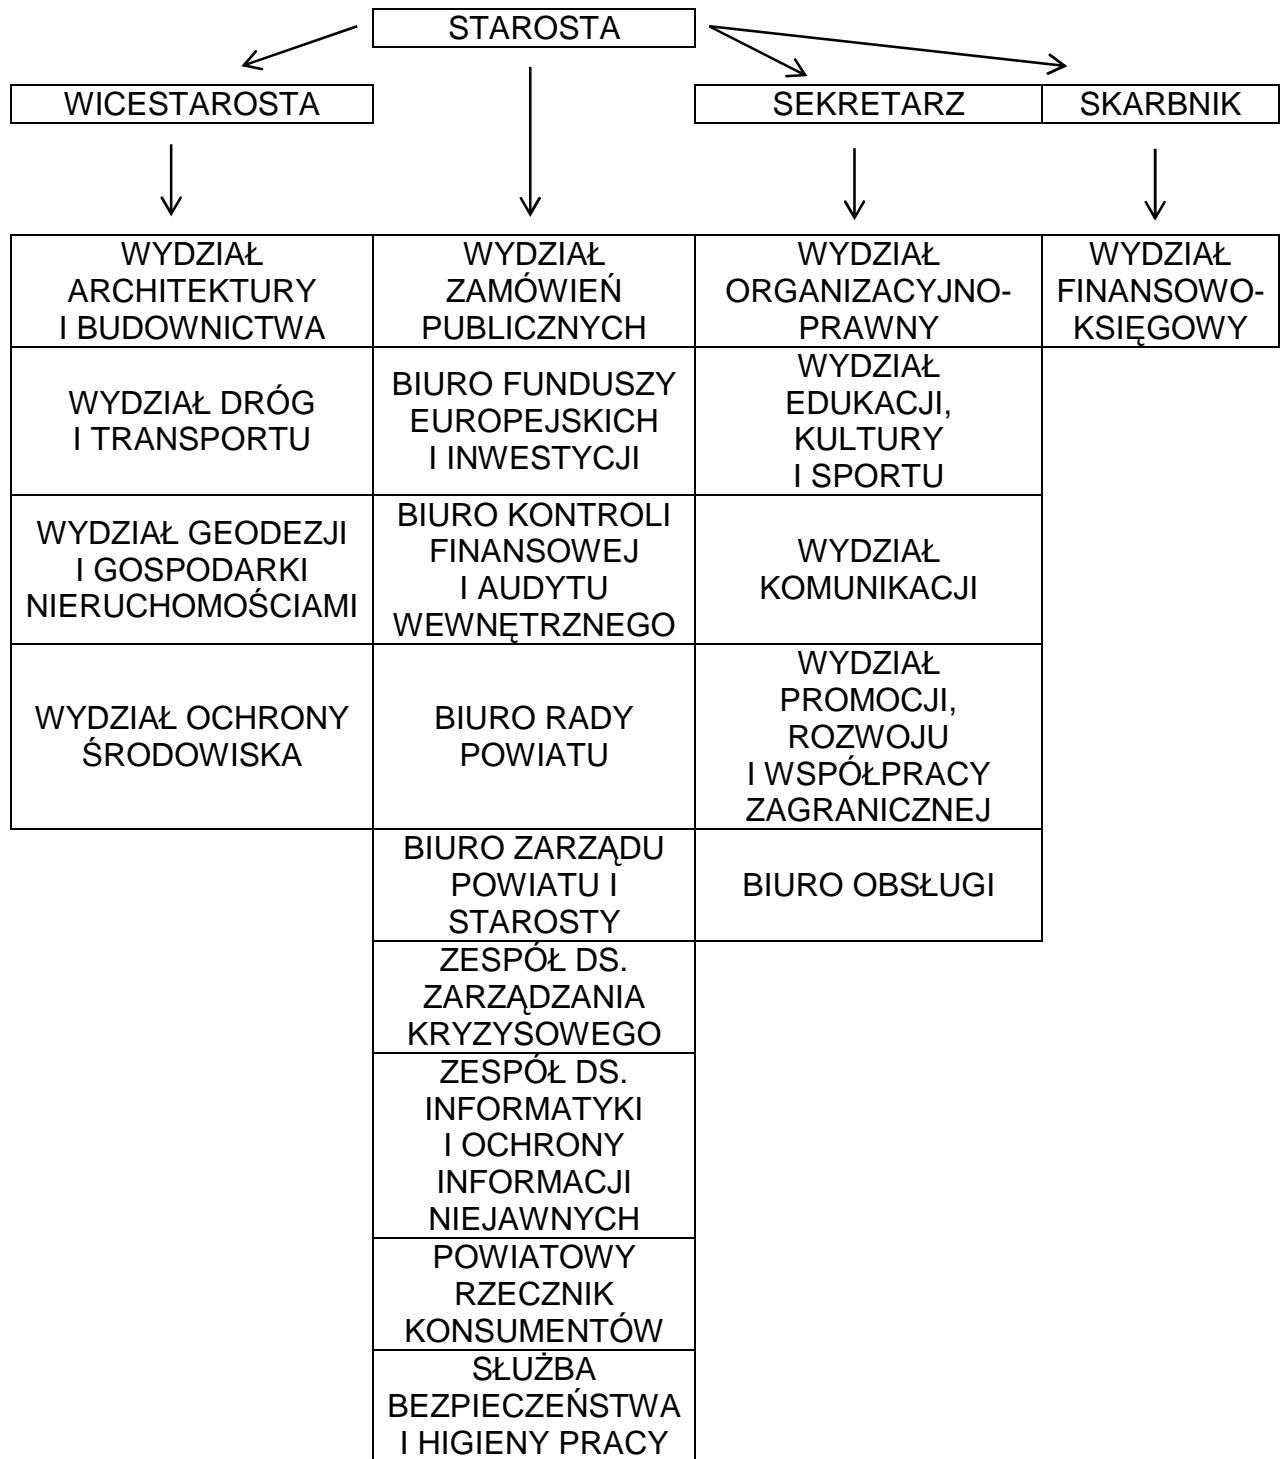 STAROSTA
WICESTAROSTA
SEKRETARZ
SKARBNIK
WYDZIAŁ
ARCHITEKTURY
I BUDOWNICTWA
WYDZIAŁ
ZAMÓWIEŃ
PUBLICZNYCH
WYDZIAŁ
ORGANIZACYJNO-
PRAWNY
WYDZIAŁ
FINANSOWO-
KSIĘGOWY
WYDZIAŁ DRÓG
I TRANSPORTU
BIURO FUNDUSZY
EUROPEJSKICH
I INWESTYCJI
WYDZIAŁ
EDUKACJI,
KULTURY
I SPORTU
WYDZIAŁ GEODEZJI
I GOSPODARKI
NIERUCHOMOŚCIAMI
BIURO KONTROLI
FINANSOWEJ
I AUDYTU
WEWNĘTRZNEGO
WYDZIAŁ
KOMUNIKACJI
WYDZIAŁ OCHRONY
ŚRODOWISKA
BIURO RADY
POWIATU
WYDZIAŁ
PROMOCJI,
ROZWOJU
I WSPÓŁPRACY
ZAGRANICZNEJ
BIURO ZARZĄDU
POWIATU I
STAROSTY
BIURO OBSŁUGI
ZESPÓŁ DS.
ZARZĄDZANIA
KRYZYSOWEGO
ZESPÓŁ DS.
INFORMATYKI
I OCHRONY
INFORMACJI
NIEJAWNYCH
POWIATOWY
RZECZNIK
KONSUMENTÓW
SŁUŻBA
BEZPIECZEŃSTWA
I HIGIENY PRACY